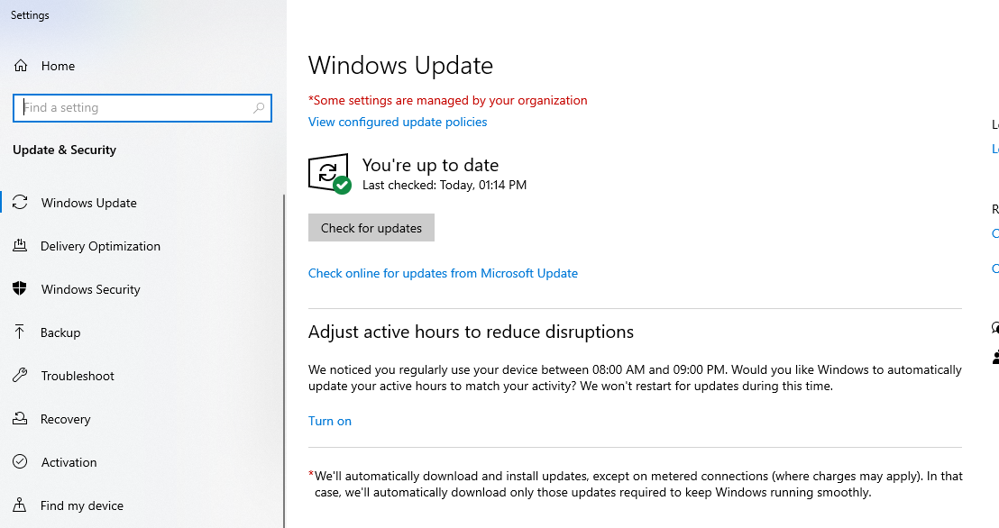 Settings
Home
Find a setting
Update & Security
Windows Update
Delivery Optimization
Windows Security
Backup
Troubleshoot
Recovery
Activation
Find my device
Windows Update
*Some settings are managed by your organization
View configured update policies
You're up to date
Last checked: Today, 01:14 PM
Check for updates
Check online for updates from Microsoft Update
Adjust active hours to reduce disruptions
We noticed you regularly use your device between 08:00 AM and 09:00 PM. Would you like Windows to automatically
update your active hours to match your activity? We won't restart for updates during this time.
Turn on
*We'll automatically download and install updates, except on metered connections (where charges may apply). In that
case, we'll automatically download only those updates required to keep Windows running smoothly.